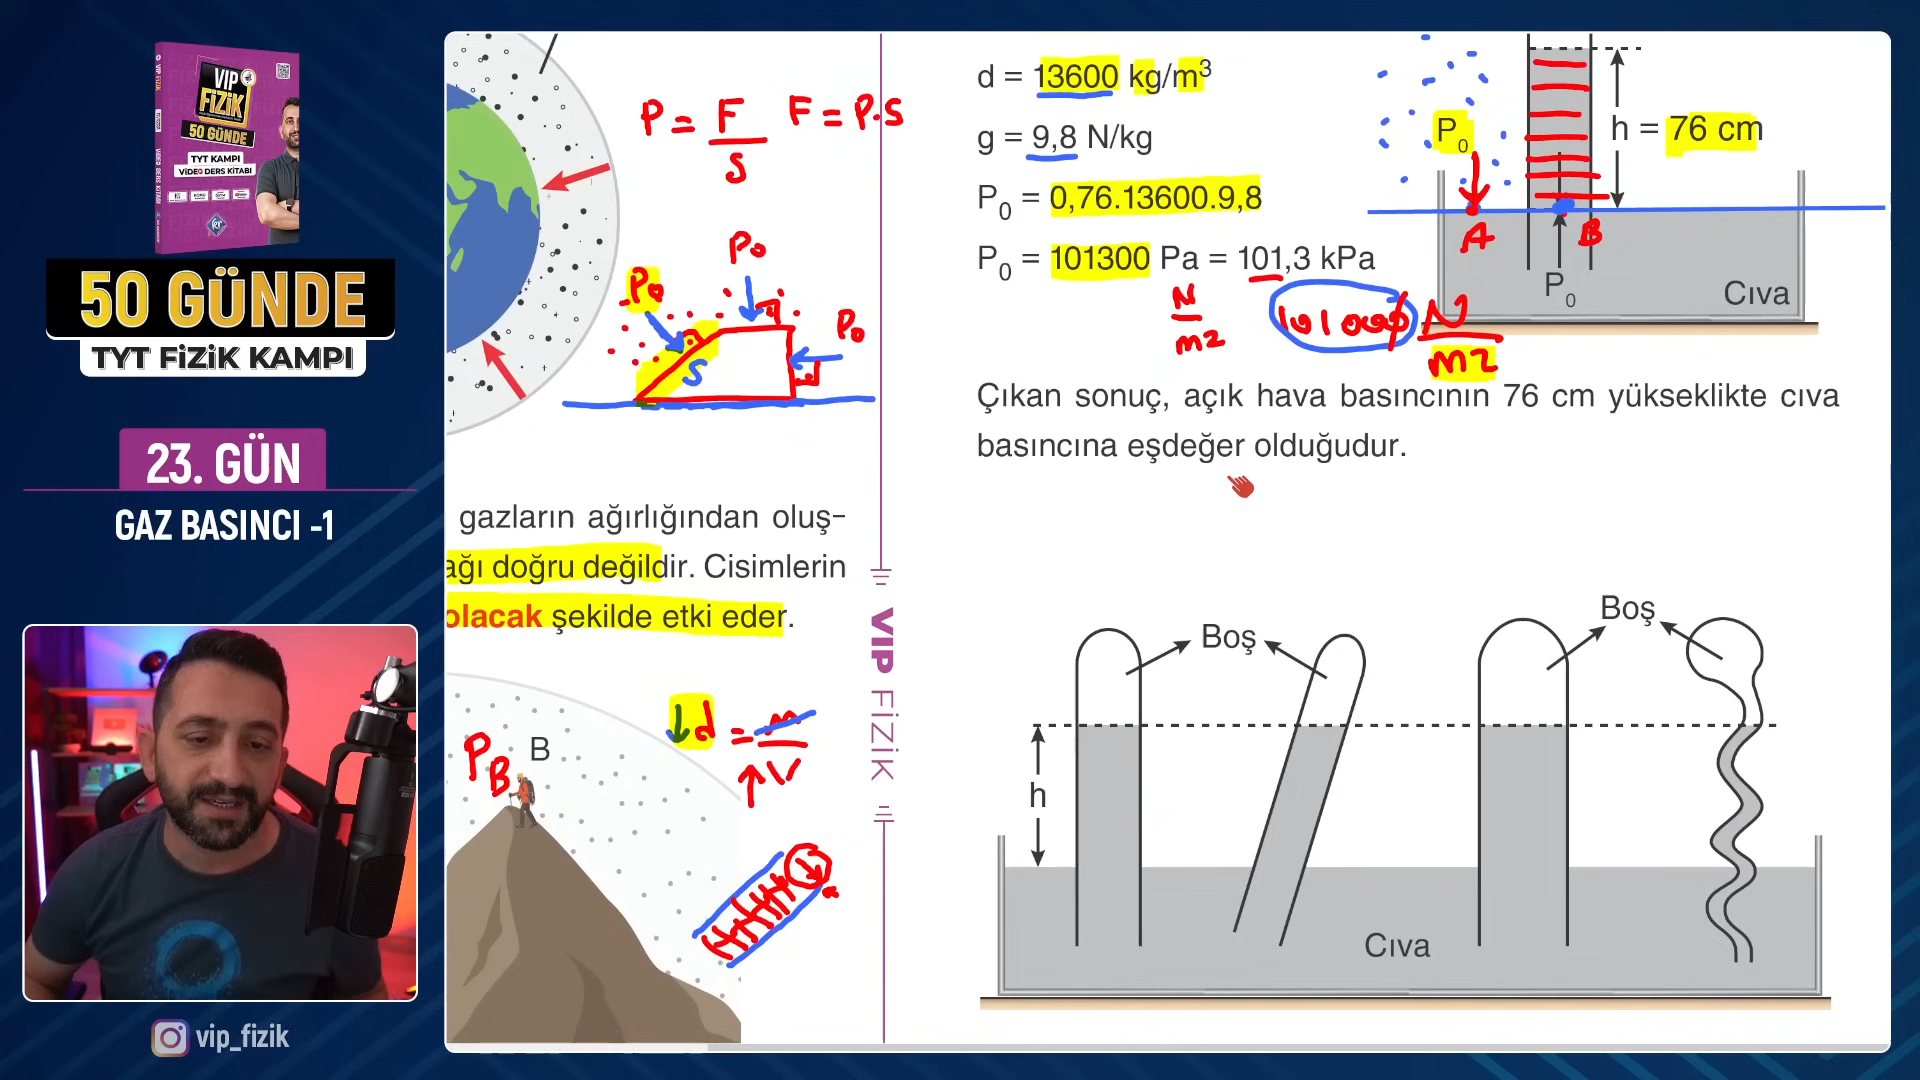 VIP
FİZİK
50 GÜNDE
TYT KAMPI
VİDEO DERS KİTABI
50 GÜNDE
TYT FİZİK KAMPI
23. GÜN
GAZ BASINCI -1
vip_fizik
P = F/S F = P.S
P₀
P₀
P₀
S
gazların ağırlığından oluş-
ağı doğru değildir. Cisimlerin
olacak şekilde etki eder.
P_B
B
↓d = m/V ↑
VIP FİZİK
d = 13600 kg/m³
g = 9,8 N/kg
P₀ = 0,76.13600.9,8
P₀ = 101300 Pa = 101,3 kPa
N/m2
N/m2
P₀
h = 76 cm
A
B
P₀
Cıva
Çıkan sonuç, açık hava basıncının 76 cm yükseklikte cıva
basıncına eşdeğer olduğudur.
Boş
Boş
h
Cıva